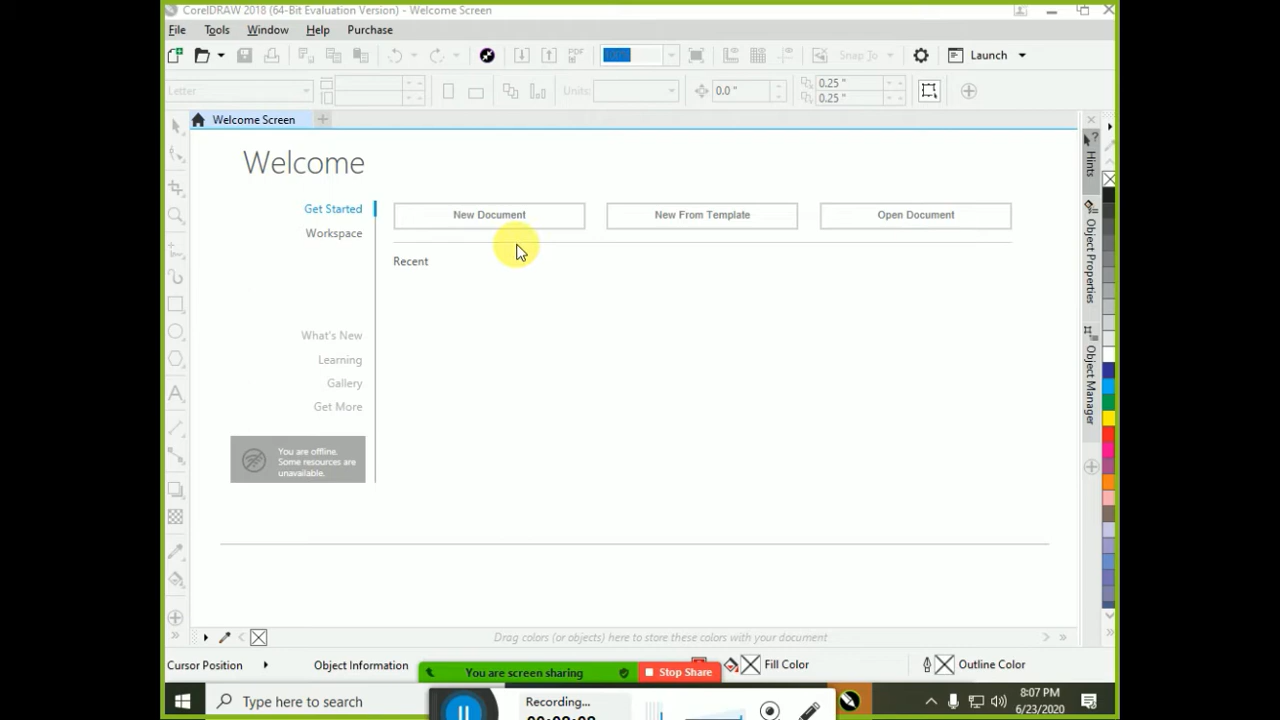 CorelDRAW 2018 (64-Bit Evaluation Version) - Welcome Screen
File Tools Window Help Purchase
PDF Snap To Launch
Letter Units: 0.0 " 0.25 "
0.25 "
Welcome Screen
Welcome
Get Started
Workspace
What's New
Learning
Gallery
Get More
You are offline.
Some resources are
unavailable.
New Document New From Template Open Document
Recent
Hints
Object Properties
Object Manager
Drag colors (or objects) here to store these colors with your document
Cursor Position Object Information Fill Color Outline Color
You are screen sharing Stop Share
Type here to search
Recording...
8:07 PM
6/23/2020